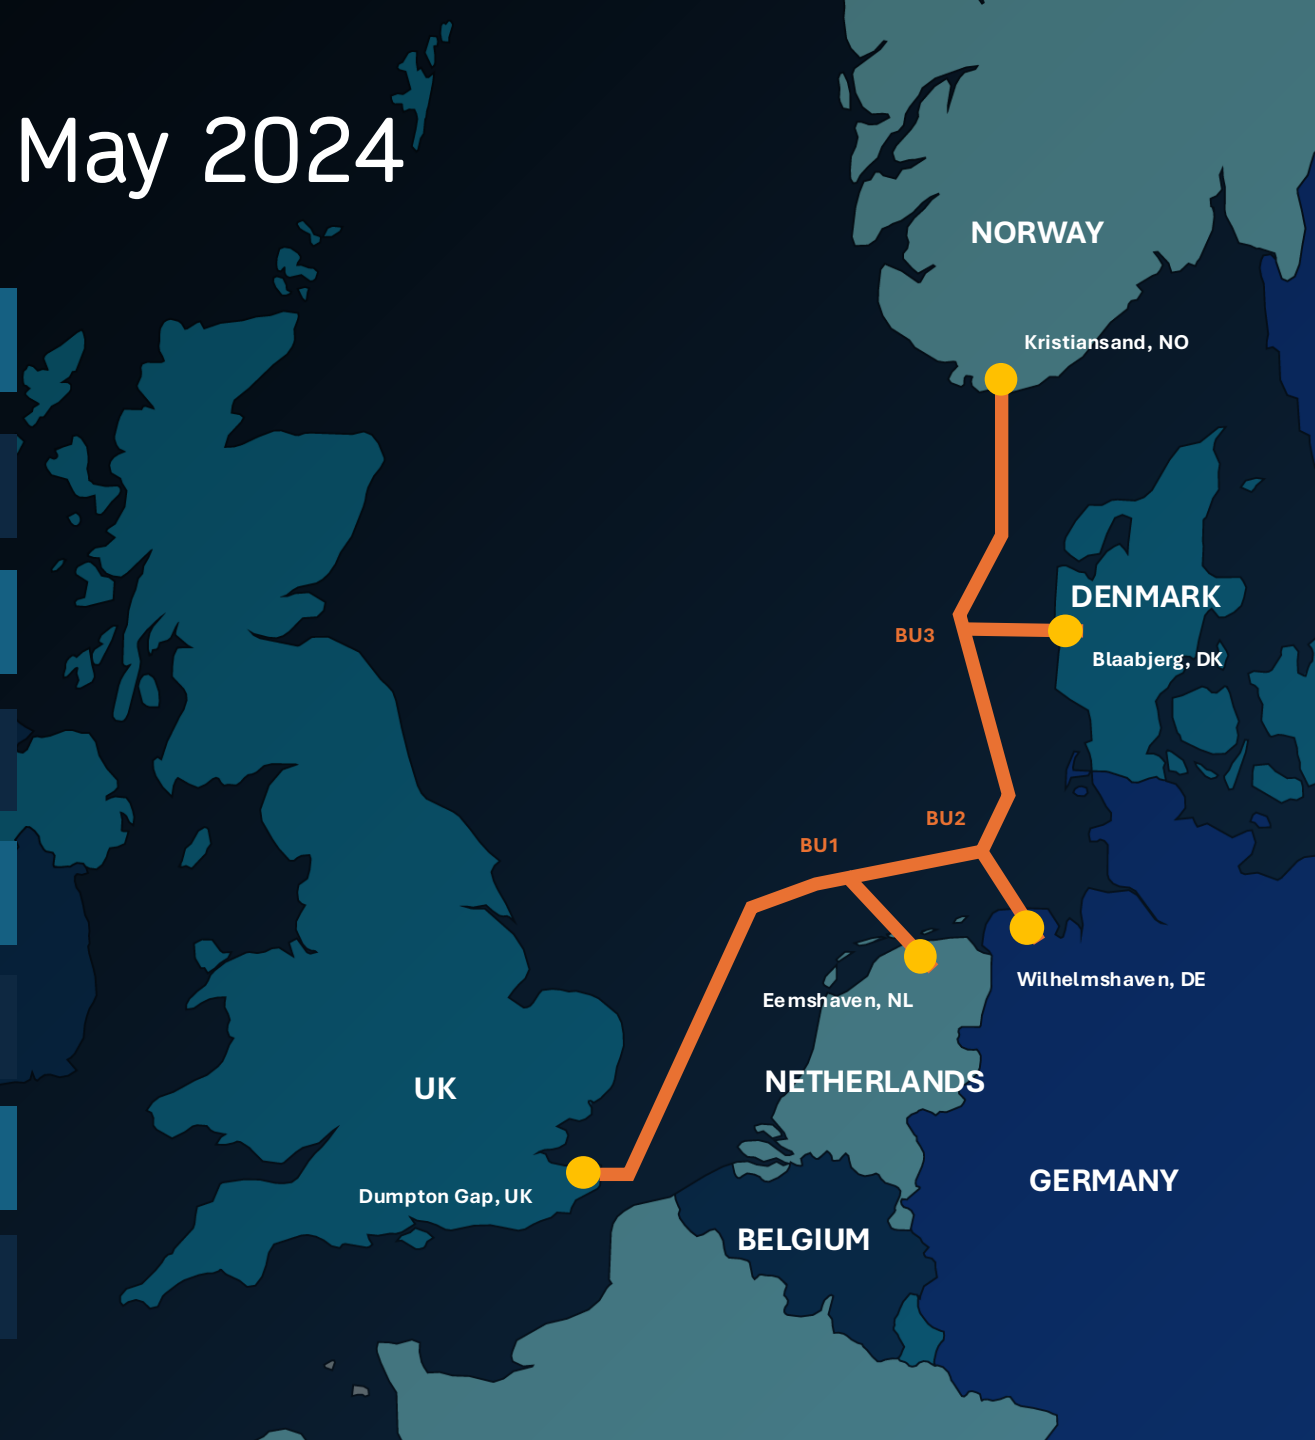 May 2024
NORWAY
Kristiansand, NO
DENMARK
BU3
Blaabjerg, DK
BU2
BU1
Wilhelmshaven, DE
Eemshaven, NL
NETHERLANDS
UK
GERMANY
Dumpton Gap, UK
BELGIUM